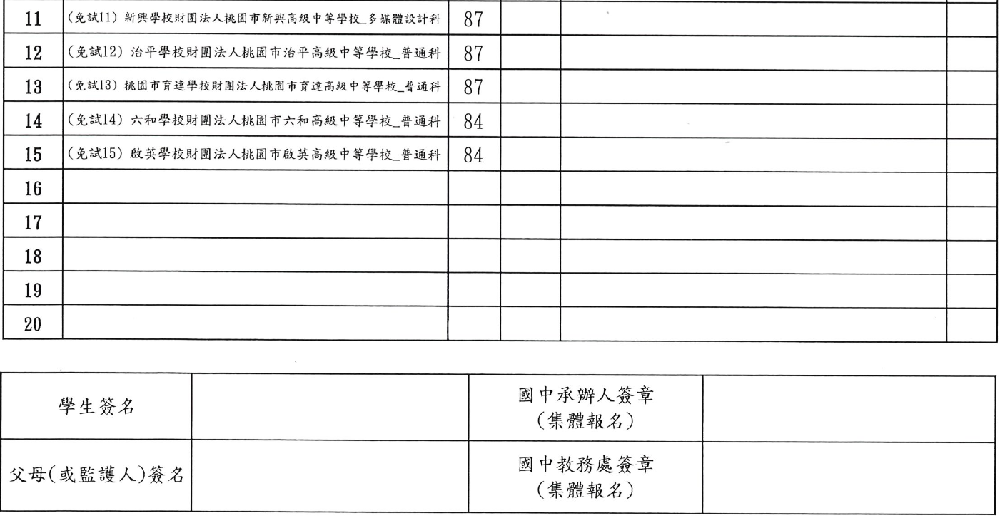 11 (免試11) 新興學校財團法人桃園市新興高級中等學校_多媒體設計科 87
12 (免試12) 治平學校財團法人桃園市治平高級中等學校_普通科 87
13 (免試13) 桃園市育達學校財團法人桃園市育達高級中等學校_普通科 87
14 (免試14) 六和學校財團法人桃園市六和高級中等學校_普通科 84
15 (免試15) 啟英學校財團法人桃園市啟英高級中等學校_普通科 84
16
17
18
19
20
學生簽名
國中承辦人簽章
(集體報名)
父母(或監護人)簽名
國中教務處簽章
(集體報名)